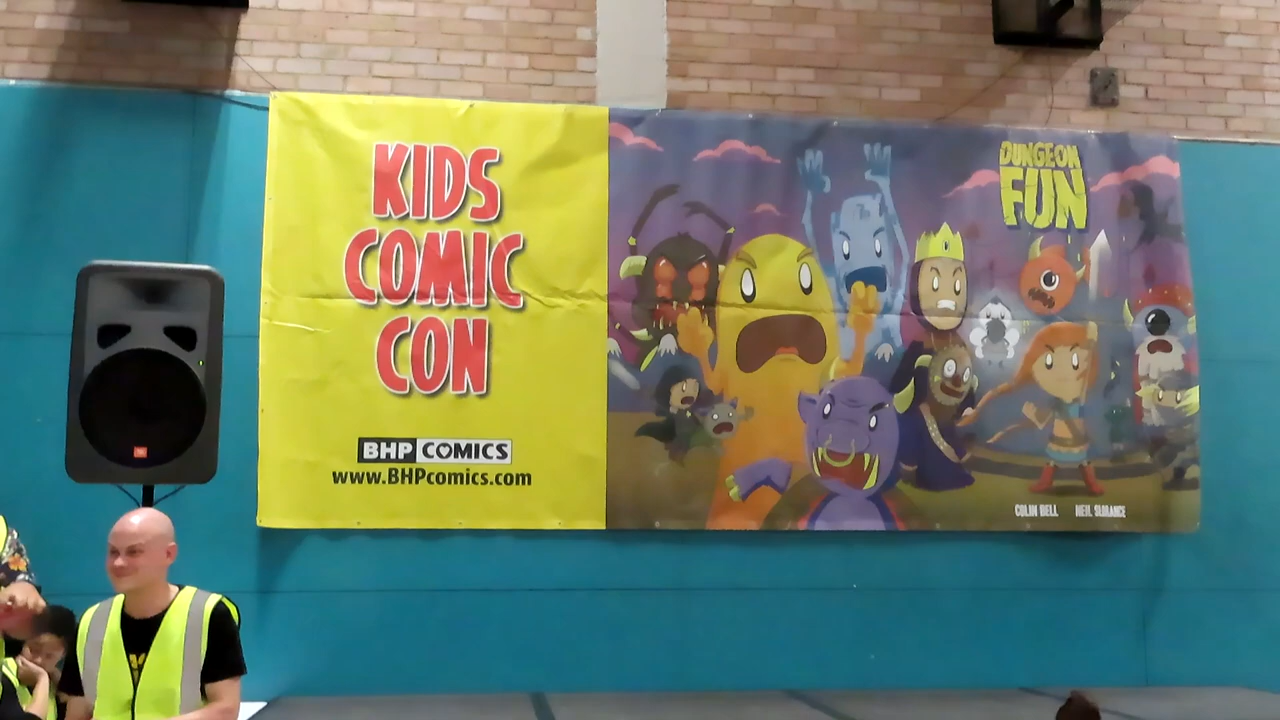 KIDS
COMIC
CON
BHP COMICS
www.BHPcomics.com
DUNGEON
FUN
COLIN BELL NEIL SLORANCE